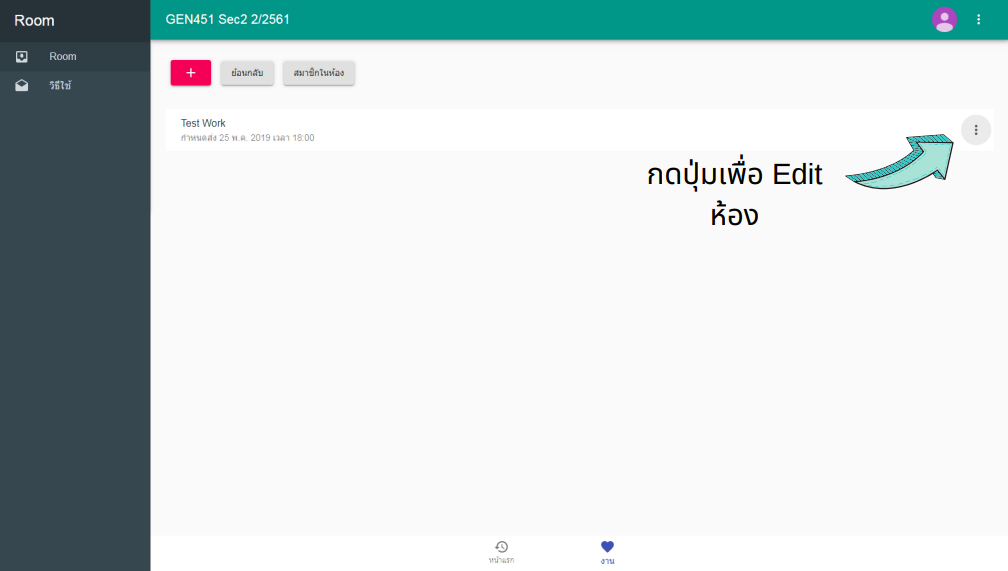 Room
GEN451 Sec2 2/2561
Room
วิธีใช้
+
ย้อนกลับ
สมาชิกในห้อง
Test Work
กำหนดส่ง 25 พ.ค. 2019 เวลา 18:00
กดปุ่มเพื่อ Edit
ห้อง
หน้าแรก
งาน